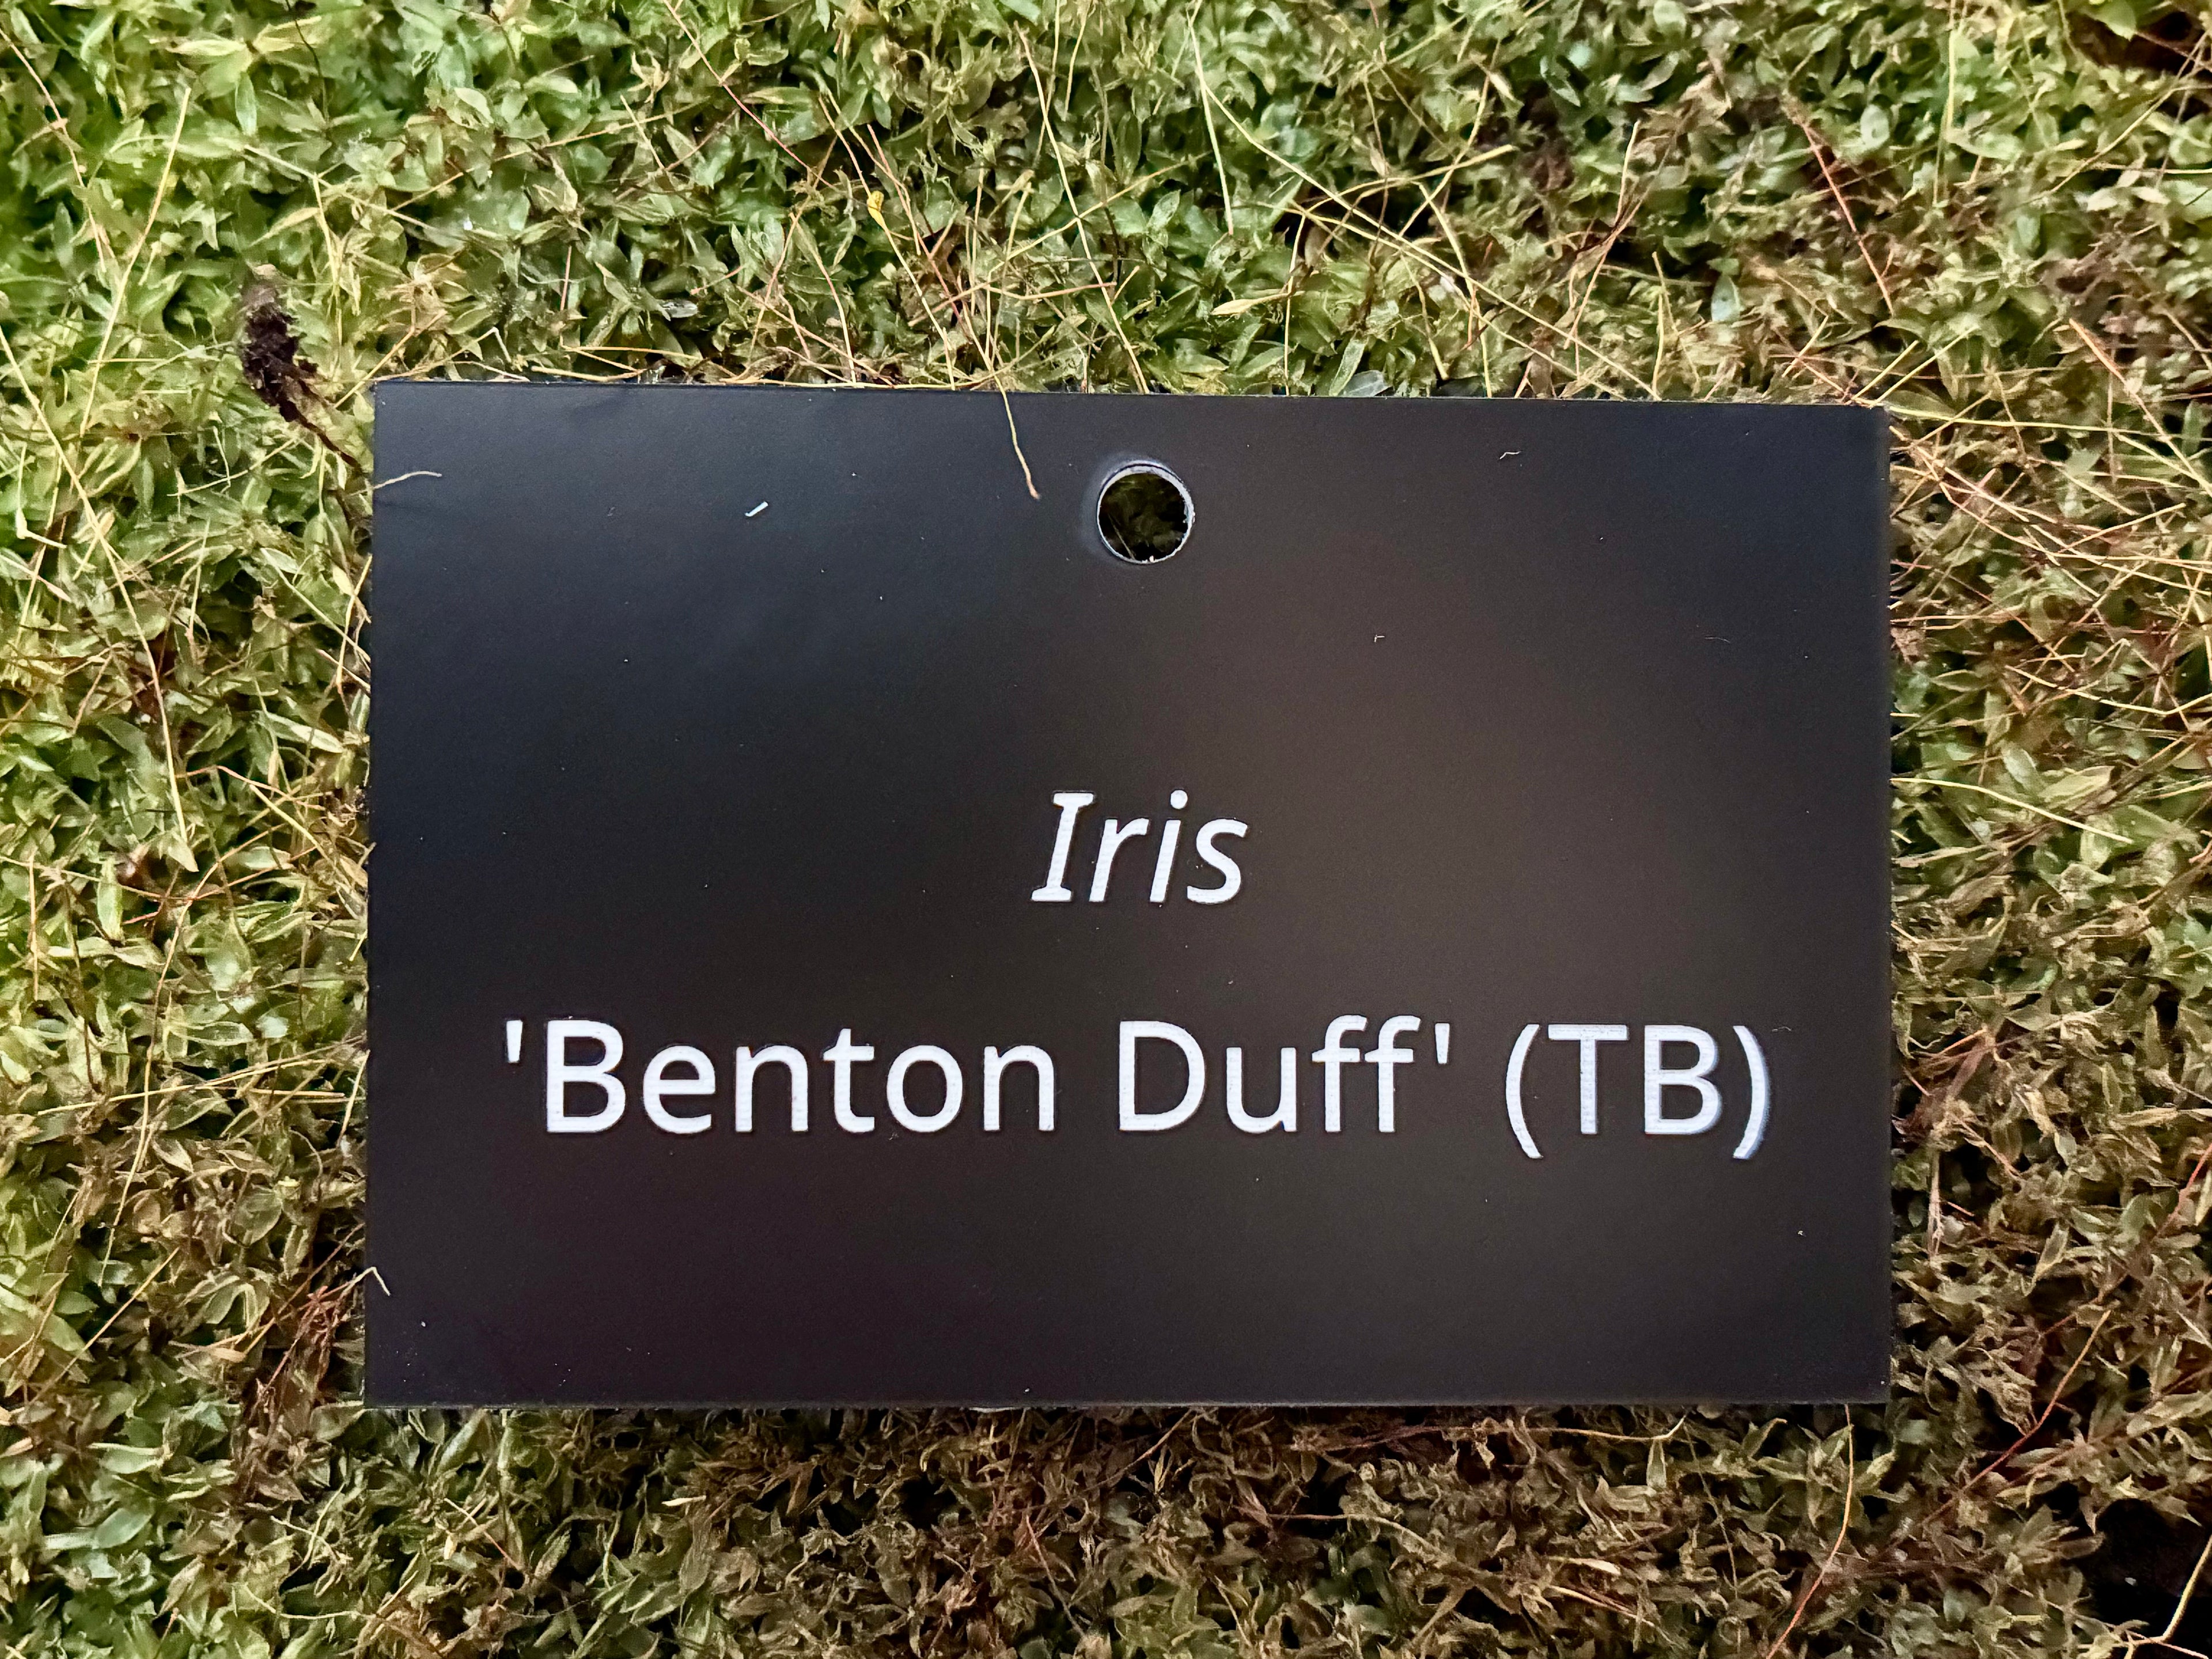 Iris
'Benton Duff' (TB)